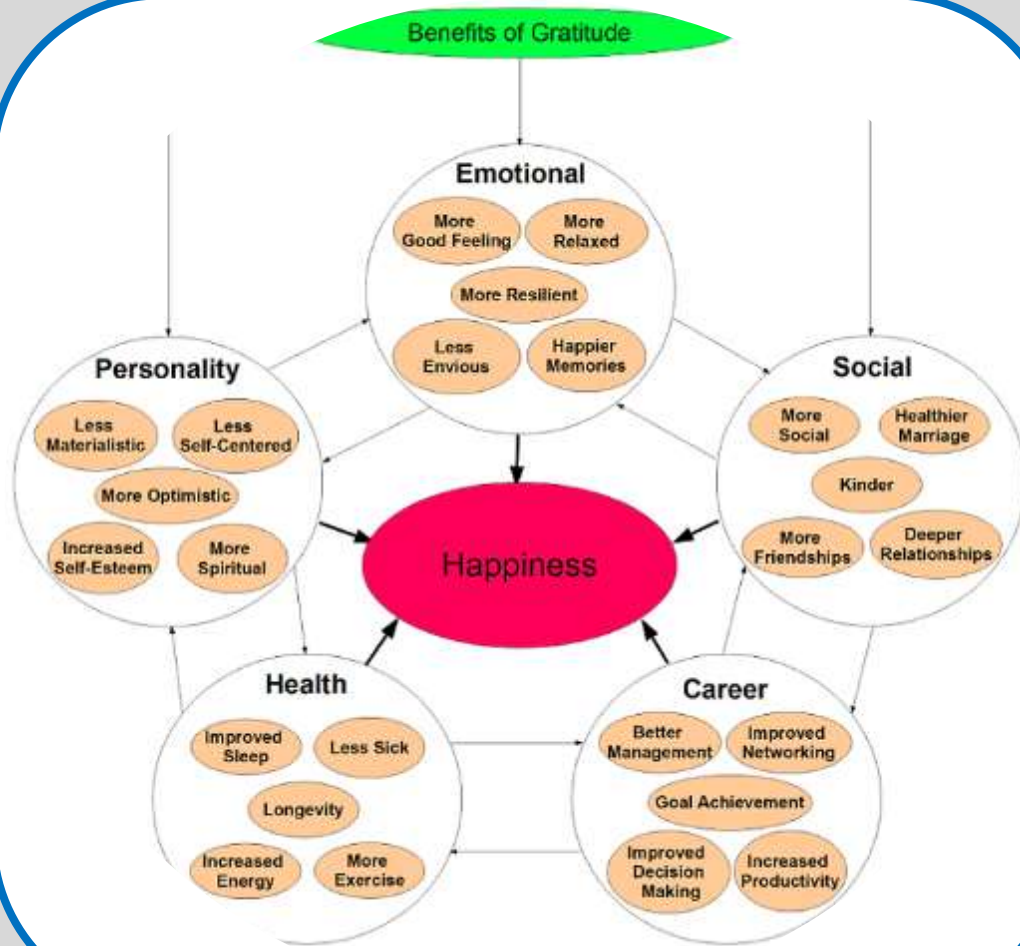 Benefits of Gratitude
Emotional
More
Good Feeling
More
Relaxed
More Resilient
Less
Envious
Happier
Memories
Personality
Less
Materialistic
Less
Self-Centered
More Optimistic
Increased
Self-Esteem
More
Spiritual
Social
More
Social
Healthier
Marriage
Kinder
More
Friendships
Deeper
Relationships
Happiness
Health
Improved
Sleep
Less Sick
Longevity
Increased
Energy
More
Exercise
Career
Better
Management
Improved
Networking
Goal Achievement
Improved
Decision
Making
Increased
Productivity